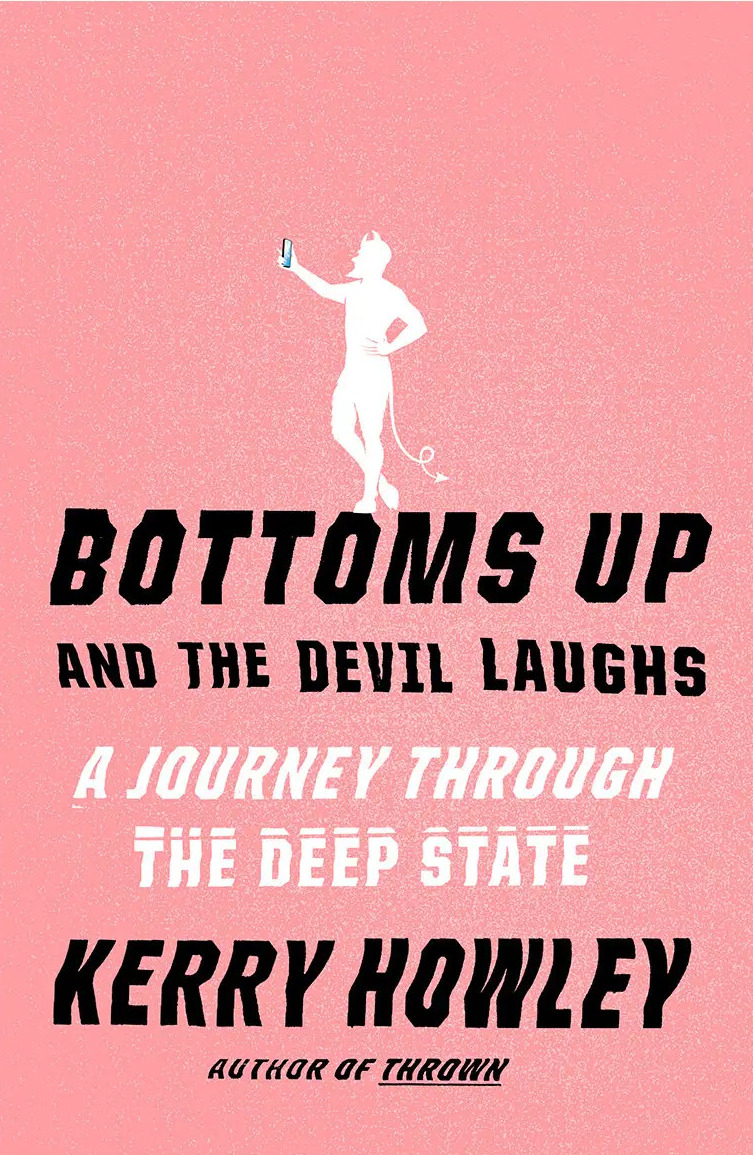 BOTTOMS UP
AND THE DEVIL LAUGHS
A JOURNEY THROUGH
THE DEEP STATE
KERRY HOWLEY
AUTHOR OF THROWN